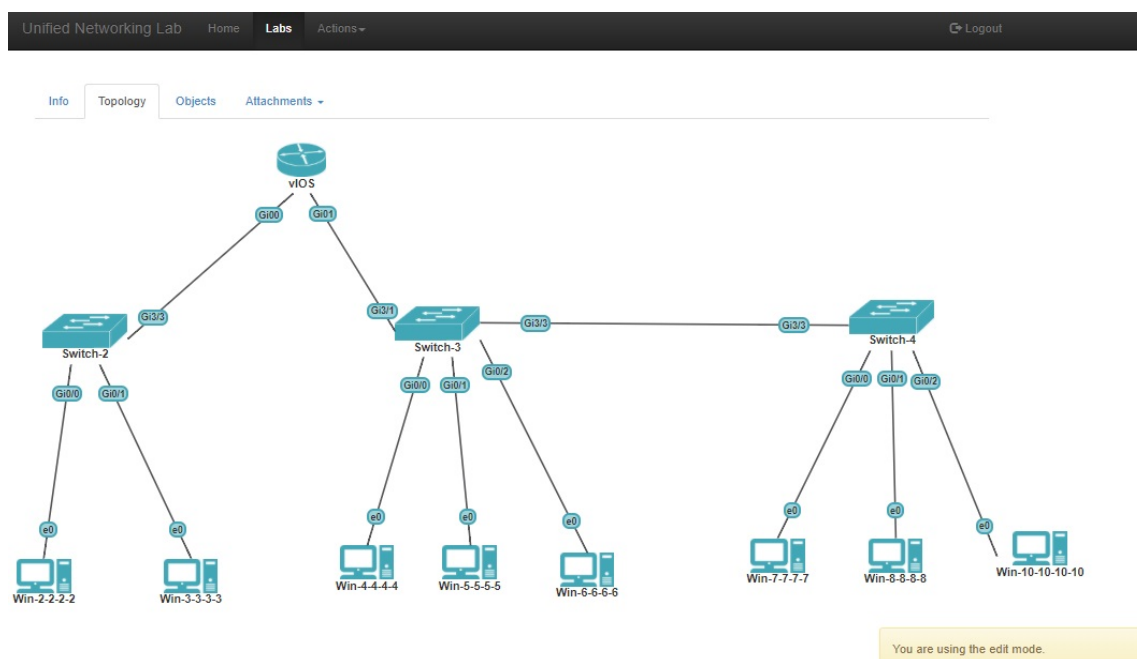 Unified Networking Lab Home Labs Actions Logout
Info Topology Objects Attachments
vIOS
Gi00 Gi01
Gi3/3 Gi3/1 Gi3/3 Gi3/3
Switch-2 Switch-3 Switch-4
Gi0/0 Gi0/1 Gi0/0 Gi0/1 Gi0/2 Gi0/0 Gi0/1 Gi0/2
e0 e0 e0 e0 e0 e0 e0 e0
Win-2-2-2-2 Win-3-3-3-3 Win-4-4-4-4 Win-5-5-5-5 Win-6-6-6-6 Win-7-7-7-7 Win-8-8-8-8 Win-10-10-10-10
You are using the edit mode.